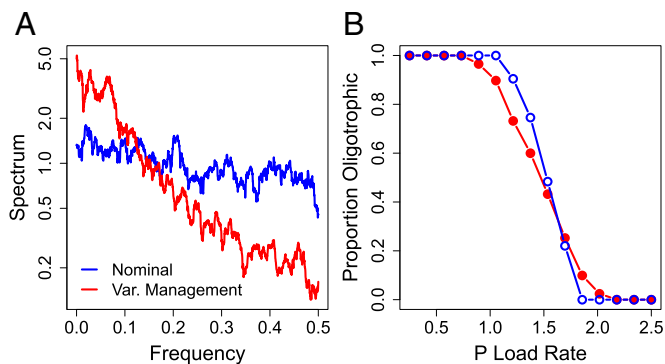 A
Spectrum
5.0
2.0
1.0
0.5
0.2
Nominal
Var. Management
0.0 0.1 0.2 0.3 0.4 0.5
Frequency
B
Proportion Oligotrophic
1.0
0.8
0.6
0.4
0.2
0.0
0.5 1.0 1.5 2.0 2.5
P Load Rate